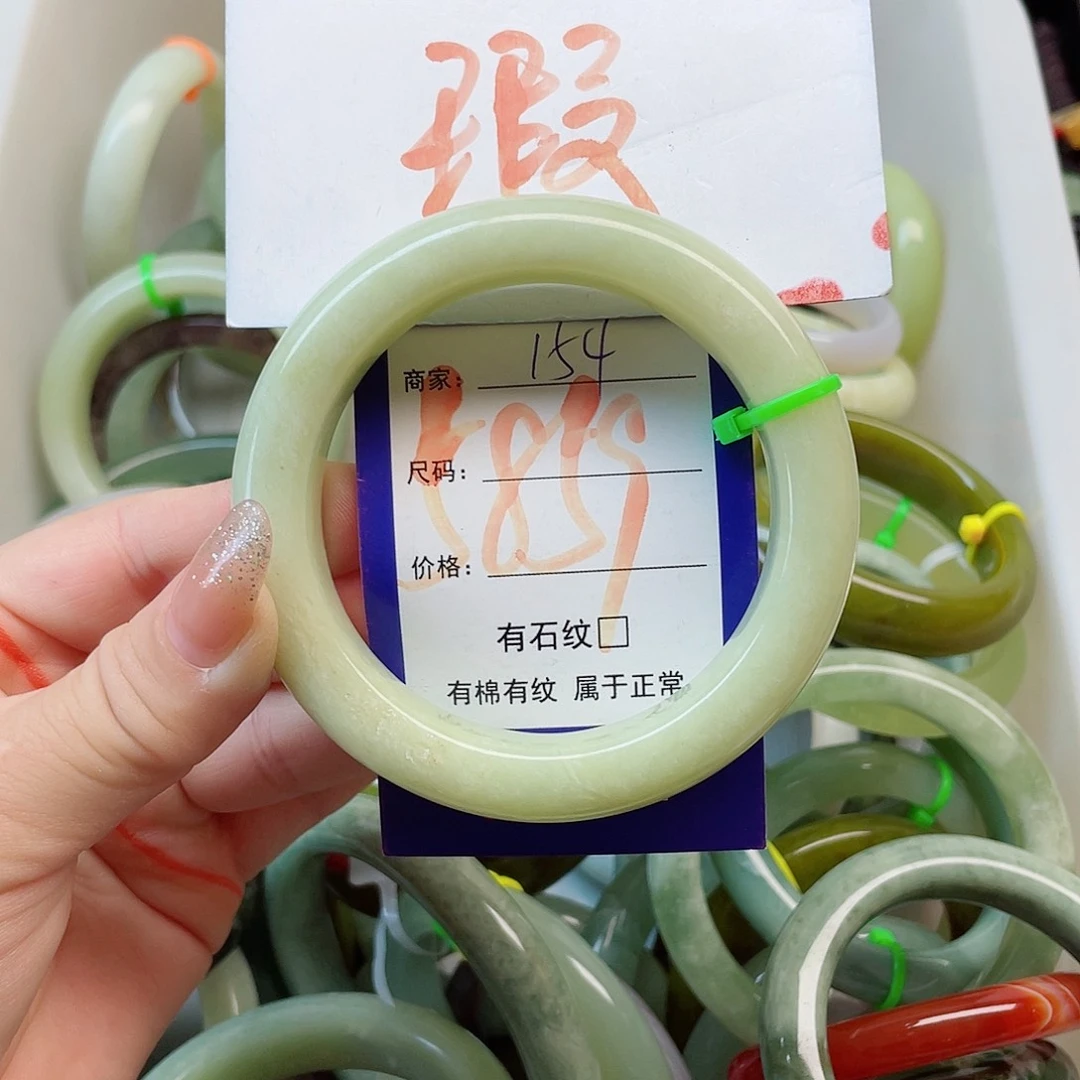 瑕
商家: 154
尺码:
价格:
有石纹□
有棉有纹 属于正常